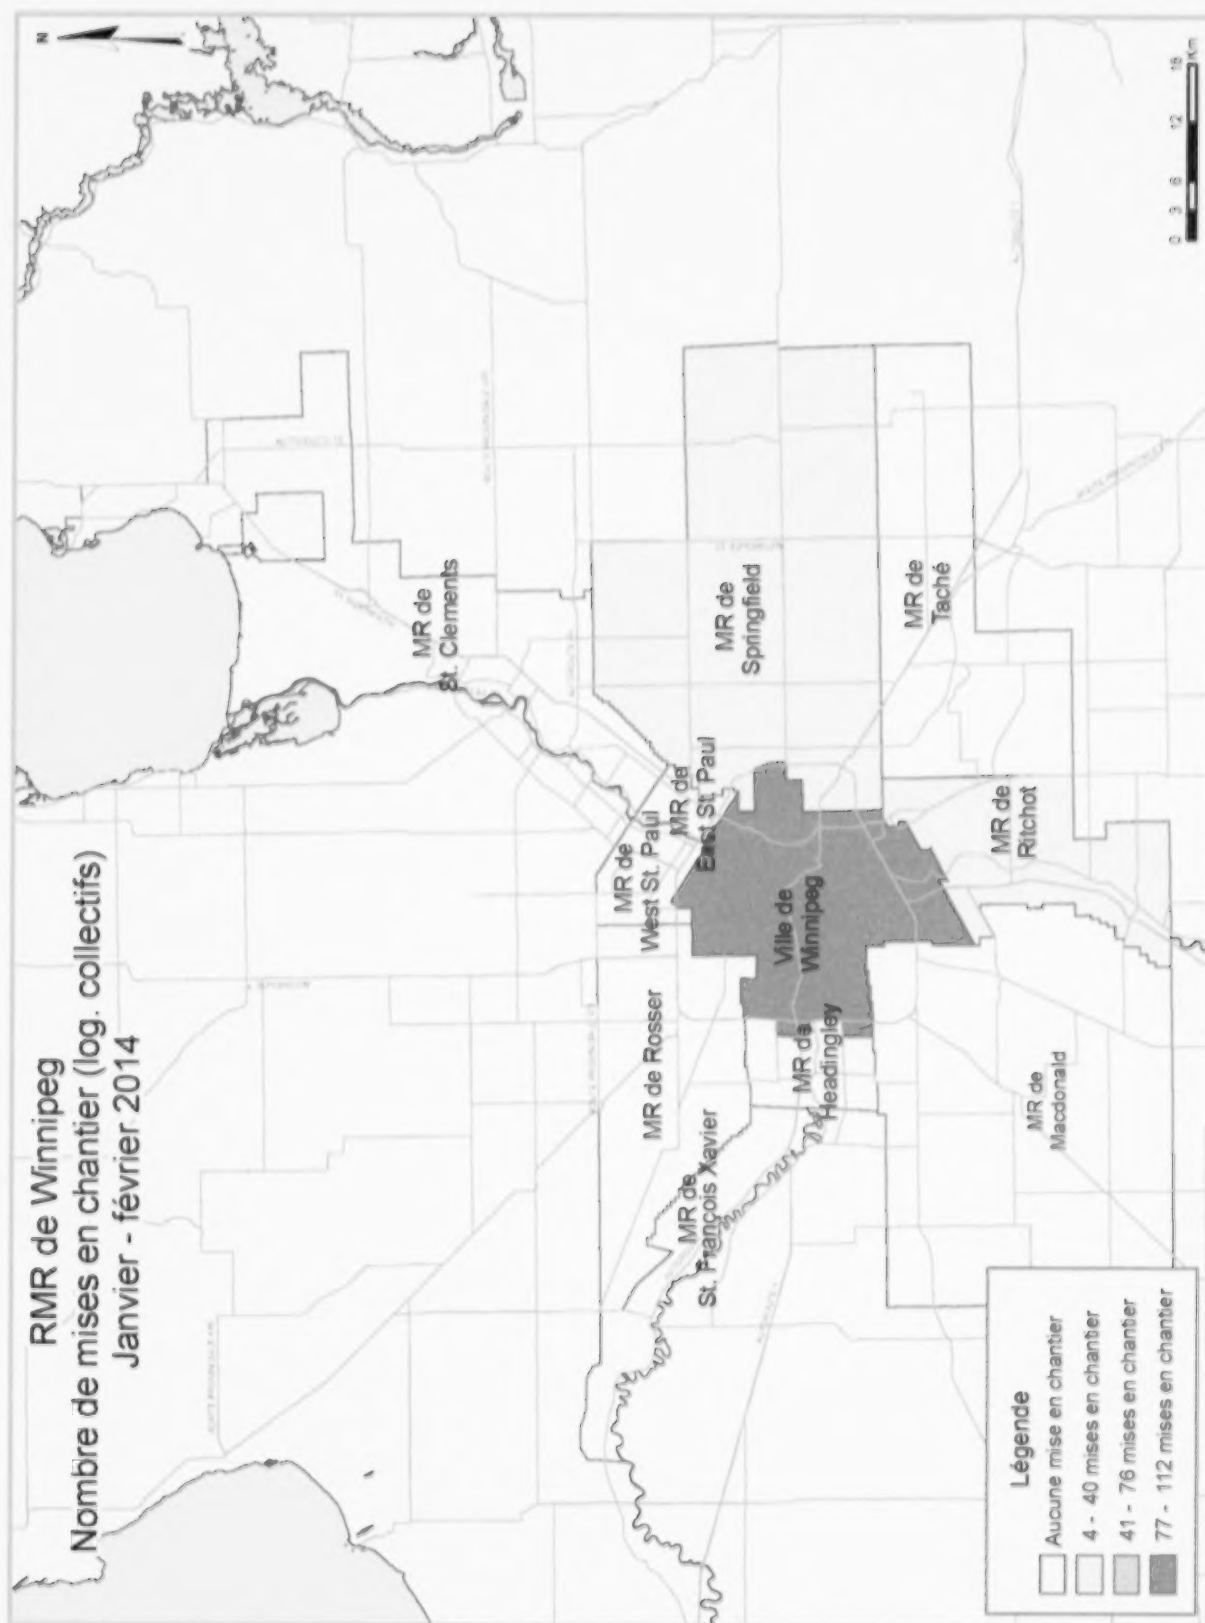 RMR de Winnipeg
Nombre de mises en chantier (log. collectifs)
Janvier - février 2014
N
MR de
St. Clements
MR de
West St. Paul
MR de
East St. Paul
MR de
Springfield
MR de Rosser
MR de
St. François Xavier
MR de
Headingley
Ville de
Winnipeg
MR de
Taché
MR de
Ritchot
MR de
Macdonald
Légende
Aucune mise en chantier
4 - 40 mises en chantier
41 - 76 mises en chantier
77 - 112 mises en chantier
0 3 6 12 18
Km